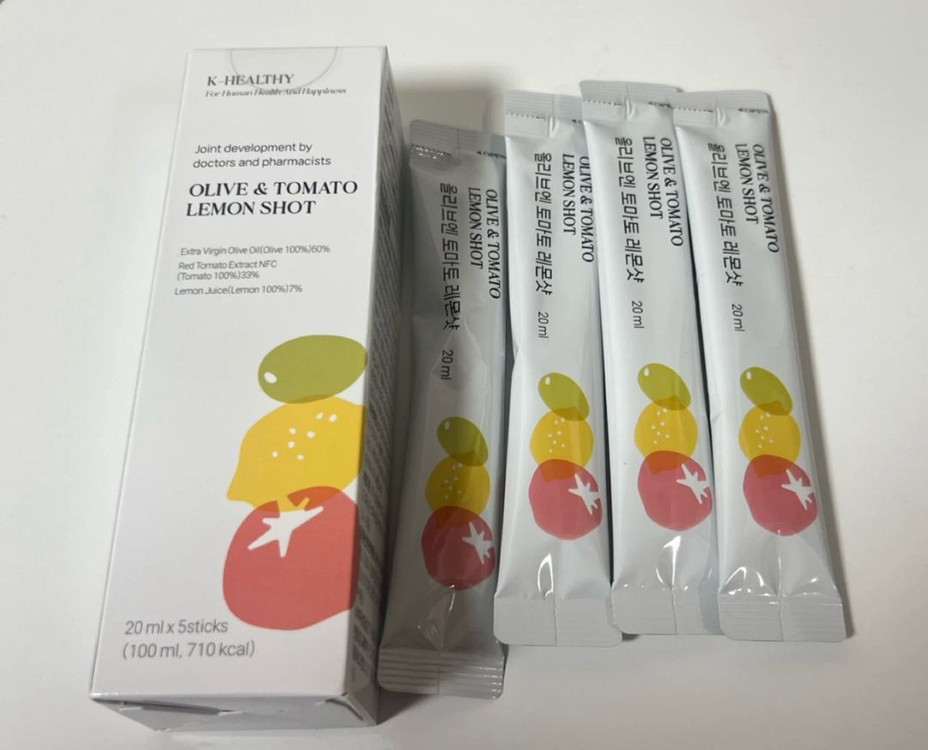 K-HEALTHY
For Human Health And Happiness
Joint development by
doctors and pharmacists
OLIVE & TOMATO
LEMON SHOT
Extra Virgin Olive Oil(Olive 100%)60%
Red Tomato Extract NFC
(Tomato 100%)33%
Lemon Juice(Lemon 100%)7%
20 ml x 5sticks
(100 ml, 710 kcal)
OLIVE & TOMATO
LEMON SHOT
올리브엔 토마토 레몬샷 20 ml
OLIVE & TOMATO
LEMON SHOT
올리브엔 토마토 레몬샷 20 ml
OLIVE & TOMATO
LEMON SHOT
올리브엔 토마토 레몬샷 20 ml
OLIVE & TOMATO
LEMON SHOT
올리브엔 토마토 레몬샷 20 ml